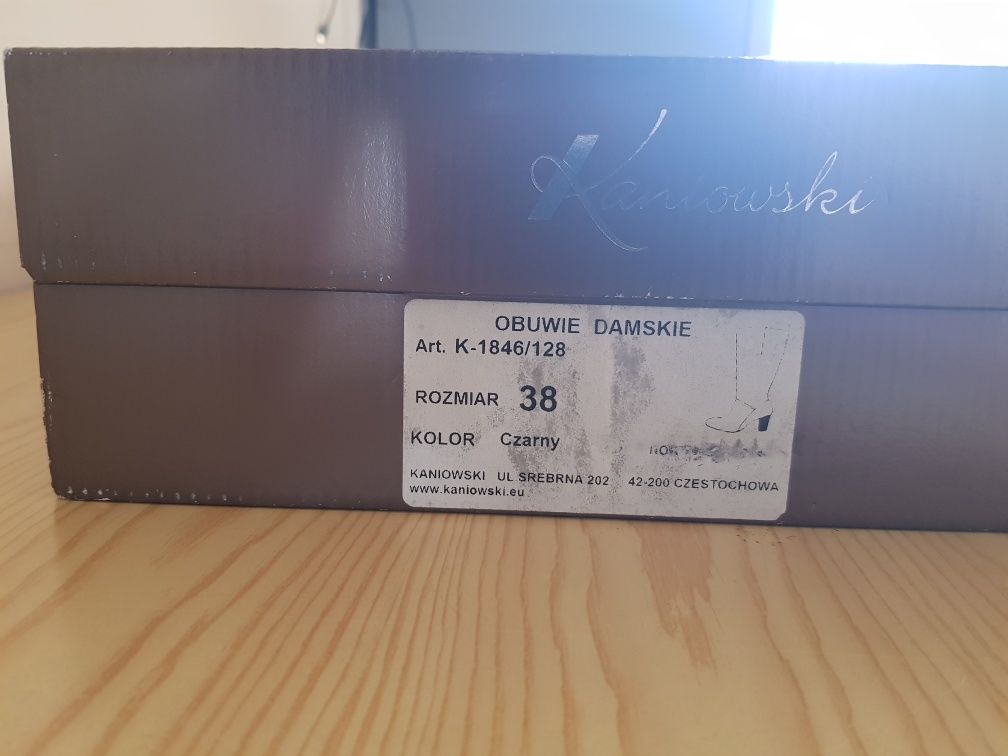 Kaniowski
OBUWIE DAMSKIE
Art. K-1846/128
ROZMIAR 38
KOLOR Czarny
KANIOWSKI UL SREBRNA 202 42-200 CZESTOCHOWA
www.kaniowski.eu